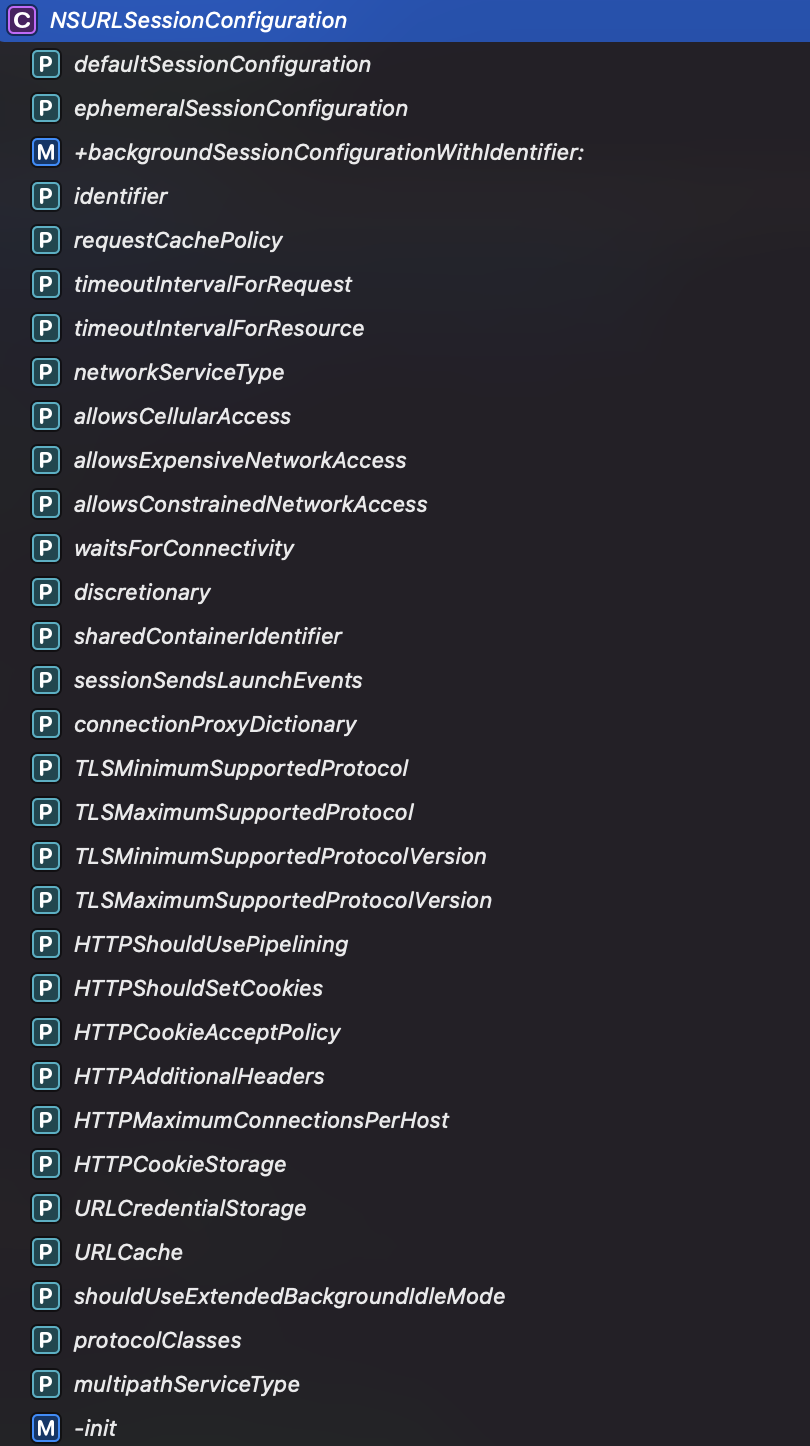 C NSURLSessionConfiguration
P defaultSessionConfiguration
P ephemeralSessionConfiguration
M +backgroundSessionConfigurationWithIdentifier:
P identifier
P requestCachePolicy
P timeoutIntervalForRequest
P timeoutIntervalForResource
P networkServiceType
P allowsCellularAccess
P allowsExpensiveNetworkAccess
P allowsConstrainedNetworkAccess
P waitsForConnectivity
P discretionary
P sharedContainerIdentifier
P sessionSendsLaunchEvents
P connectionProxyDictionary
P TLSMinimumSupportedProtocol
P TLSMaximumSupportedProtocol
P TLSMinimumSupportedProtocolVersion
P TLSMaximumSupportedProtocolVersion
P HTTPShouldUsePipelining
P HTTPShouldSetCookies
P HTTPCookieAcceptPolicy
P HTTPAdditionalHeaders
P HTTPMaximumConnectionsPerHost
P HTTPCookieStorage
P URLCredentialStorage
P URLCache
P shouldUseExtendedBackgroundIdleMode
P protocolClasses
P multipathServiceType
M -init